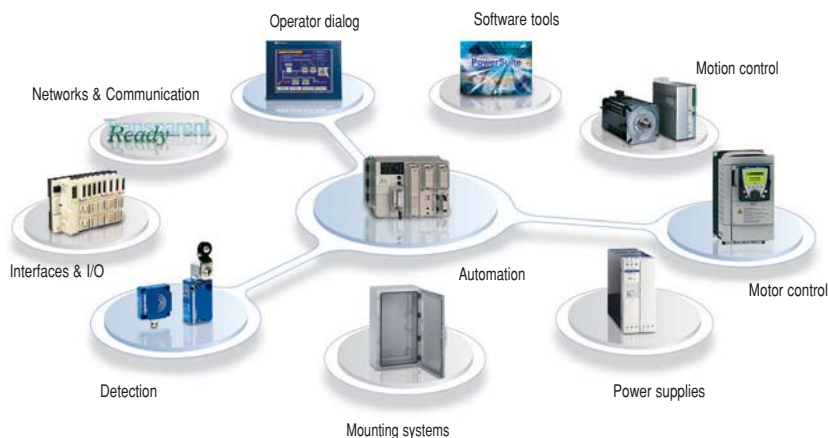 Operator dialog
Software tools
Motion control
Networks & Communication
PowerSuite
Transparent
Ready
Interfaces & I/O
Automation
Motor control
Detection
Power supplies
Mounting systems